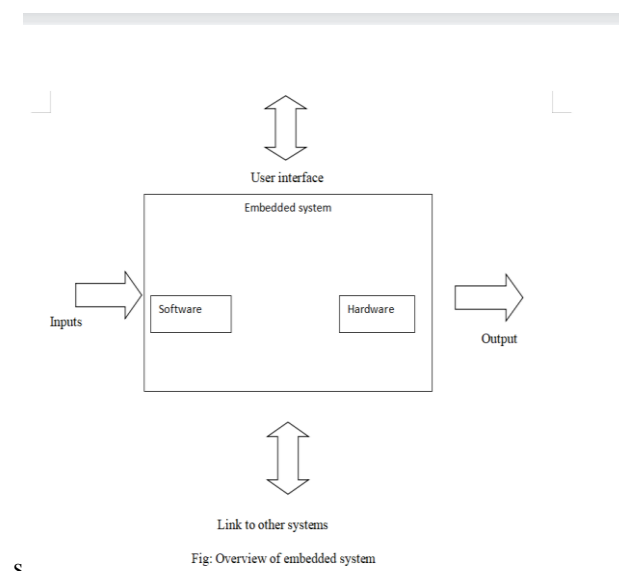 User interface
Embedded system
Software
Hardware
Inputs
Output
Link to other systems
Fig: Overview of embedded system
s